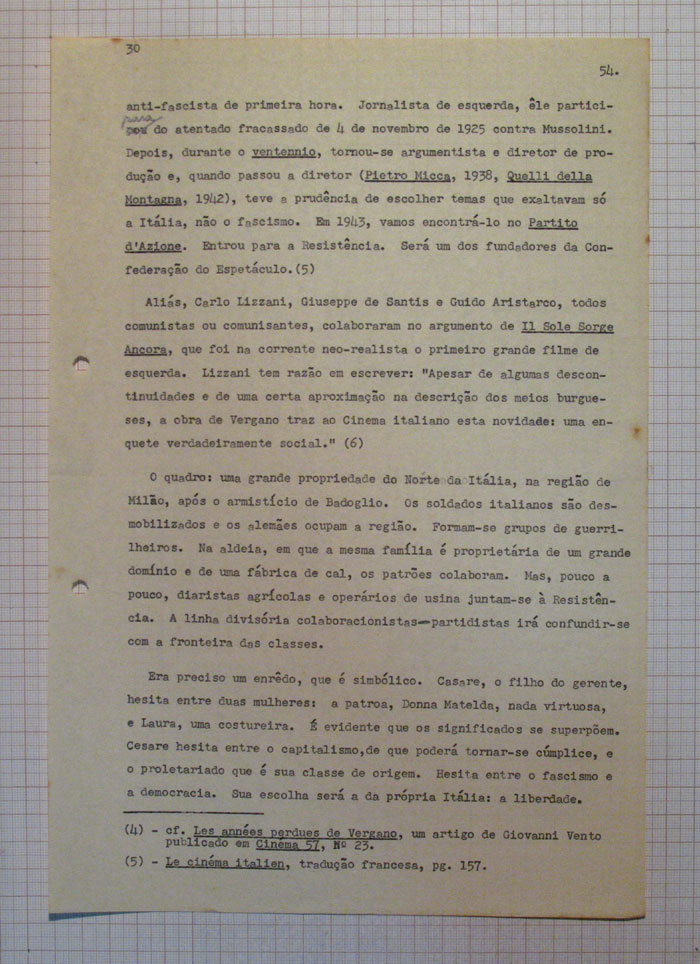 30
54.
anti-fascista de primeira hora. Jornalista de esquerda, êle partici-
para
pou do atentado fracassado de 4 de novembro de 1925 contra Mussolini.
Depois, durante o ventennio, tornou-se argumentista e diretor de pro-
dução e, quando passou a diretor (Pietro Micca, 1938, Quelli della
Montagna, 1942), teve a prudência de escolher temas que exaltavam só
a Itália, não o fascismo. Em 1943, vamos encontrá-lo no Partito
d'Azione. Entrou para a Resistência. Será um dos fundadores da Con-
federação do Espetáculo.(5)
Aliás, Carlo Lizzani, Giuseppe de Santis e Guido Aristarco, todos
comunistas ou comunisantes, colaboraram no argumento de Il Sole Sorge
Ancora, que foi na corrente neo-realista o primeiro grande filme de
esquerda. Lizzani tem razão em escrever: "Apesar de algumas descon-
tinuidades e de uma certa aproximação na descrição dos meios burgue-
ses, a obra de Vergano traz ao Cinema italiano esta novidade: uma en-
quete verdadeiramente social." (6)
O quadro: uma grande propriedade do Norte da Itália, na região de
Milão, após o armistício de Badoglio. Os soldados italianos são des-
mobilizados e os alemães ocupam a região. Formam-se grupos de guerri-
lheiros. Na aldeia, em que a mesma família é proprietária de um grande
domínio e de uma fábrica de cal, os patrões colaboram. Mas, pouco a
pouco, diaristas agrícolas e operários de usina juntam-se à Resistên-
cia. A linha divisória colaboracionistas-partidistas irá confundir-se
com a fronteira das classes.
Era preciso um enrêdo, que é simbólico. Casare, o filho do gerente,
hesita entre duas mulheres: a patroa, Donna Matelda, nada virtuosa,
e Laura, uma costureira. É evidente que os significados se superpõem.
Cesare hesita entre o capitalismo,de que poderá tornar-se cúmplice, e
o proletariado que é sua classe de origem. Hesita entre o fascismo e
a democracia. Sua escolha será a da própria Itália: a liberdade.
(4) - cf. Les années perdues de Vergano, um artigo de Giovanni Vento
publicado em Cinéma 57, Nº 23.
(5) - Le cinéma italien, tradução francesa, pg. 157.